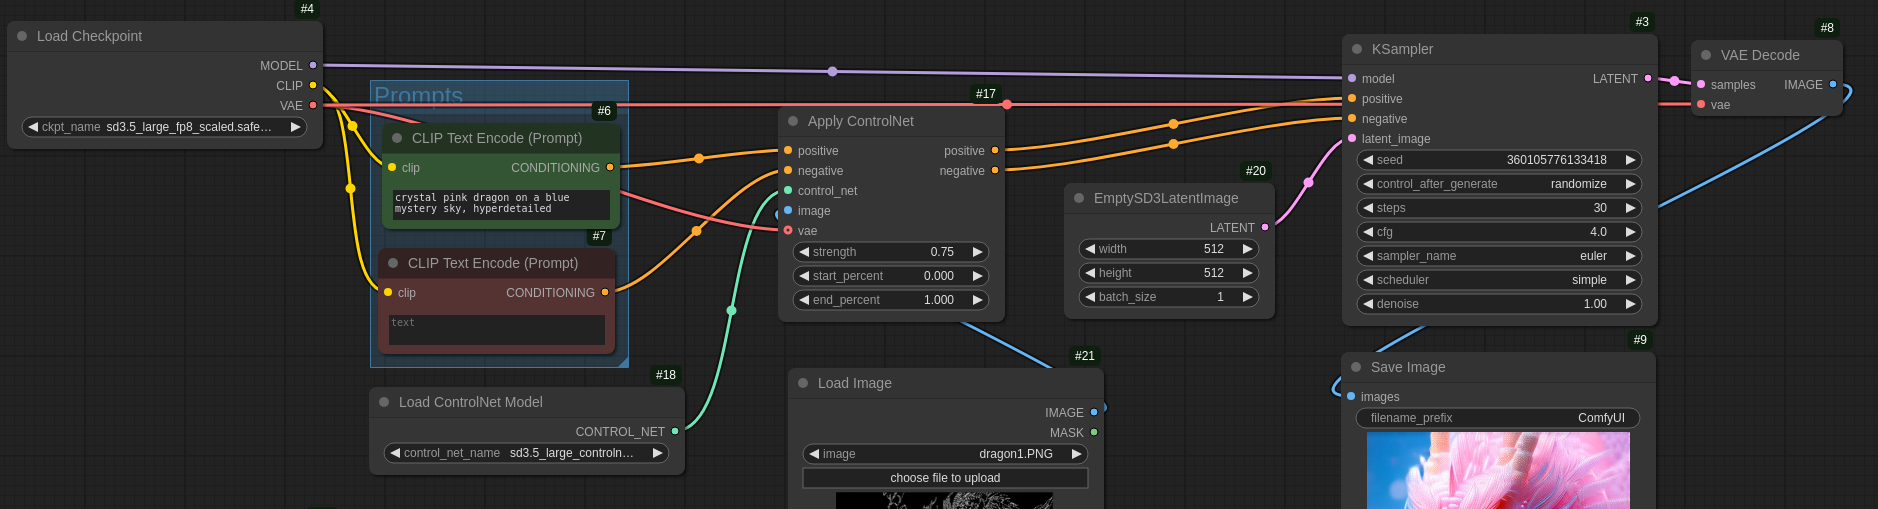 #4
Load Checkpoint
MODEL
CLIP
VAE
ckpt_name sd3.5_large_fp8_scaled.safe…
Prompts
#6
CLIP Text Encode (Prompt)
clip CONDITIONING
crystal pink dragon on a blue
mystery sky, hyperdetailed
#7
CLIP Text Encode (Prompt)
clip CONDITIONING
text
#18
Load ControlNet Model
CONTROL_NET
control_net_name sd3.5_large_controln…
#17
Apply ControlNet
positive positive
negative negative
control_net
image
vae
strength 0.75
start_percent 0.000
end_percent 1.000
#21
Load Image
IMAGE
MASK
image dragon1.PNG
choose file to upload
#20
EmptySD3LatentImage
LATENT
width 512
height 512
batch_size 1
#3
KSampler
model LATENT
positive
negative
latent_image
seed 360105776133418
control_after_generate randomize
steps 30
cfg 4.0
sampler_name euler
scheduler simple
denoise 1.00
#8
VAE Decode
samples IMAGE
vae
#9
Save Image
images
filename_prefix ComfyUI